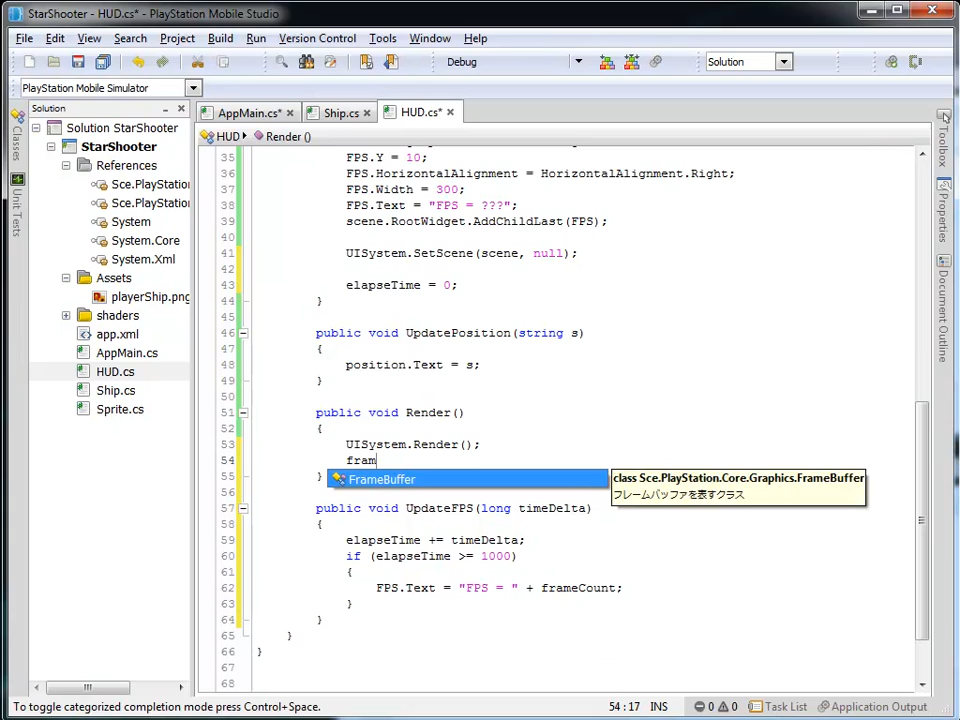 StarShooter - HUD.cs* - PlayStation Mobile Studio
File Edit View Search Project Build Run Version Control Tools Window Help
Debug Solution
PlayStation Mobile Simulator
Solution
AppMain.cs* Ship.cs HUD.cs*
HUD Render ()
Classes
Unit Tests
Solution StarShooter
StarShooter
References
Sce.PlayStatio
Sce.PlayStatio
System
System.Core
System.Xml
Assets
playerShip.png
shaders
app.xml
AppMain.cs
HUD.cs
Ship.cs
Sprite.cs
35 FPS.Y = 10;
36 FPS.HorizontalAlignment = HorizontalAlignment.Right;
37 FPS.Width = 300;
38 FPS.Text = "FPS = ???";
39 scene.RootWidget.AddChildLast(FPS);
40
41 UISystem.SetScene(scene, null);
42
43 elapseTime = 0;
44 }
45
46 public void UpdatePosition(string s)
47 {
48 position.Text = s;
49 }
50
51 public void Render()
52 {
53 UISystem.Render();
54 fram
55 }
56
57 public void UpdateFPS(long timeDelta)
58 {
59 elapseTime += timeDelta;
60 if (elapseTime >= 1000)
61 {
62 FPS.Text = "FPS = " + frameCount;
63 }
64 }
65 }
66 }
67
68
FrameBuffer
class Sce.PlayStation.Core.Graphics.FrameBuffer
フレームバッファを表すクラス
Toolbox
Properties
Document Outline
To toggle categorized completion mode press Control+Space. 54 : 17 INS 0 0 Task List Application Output